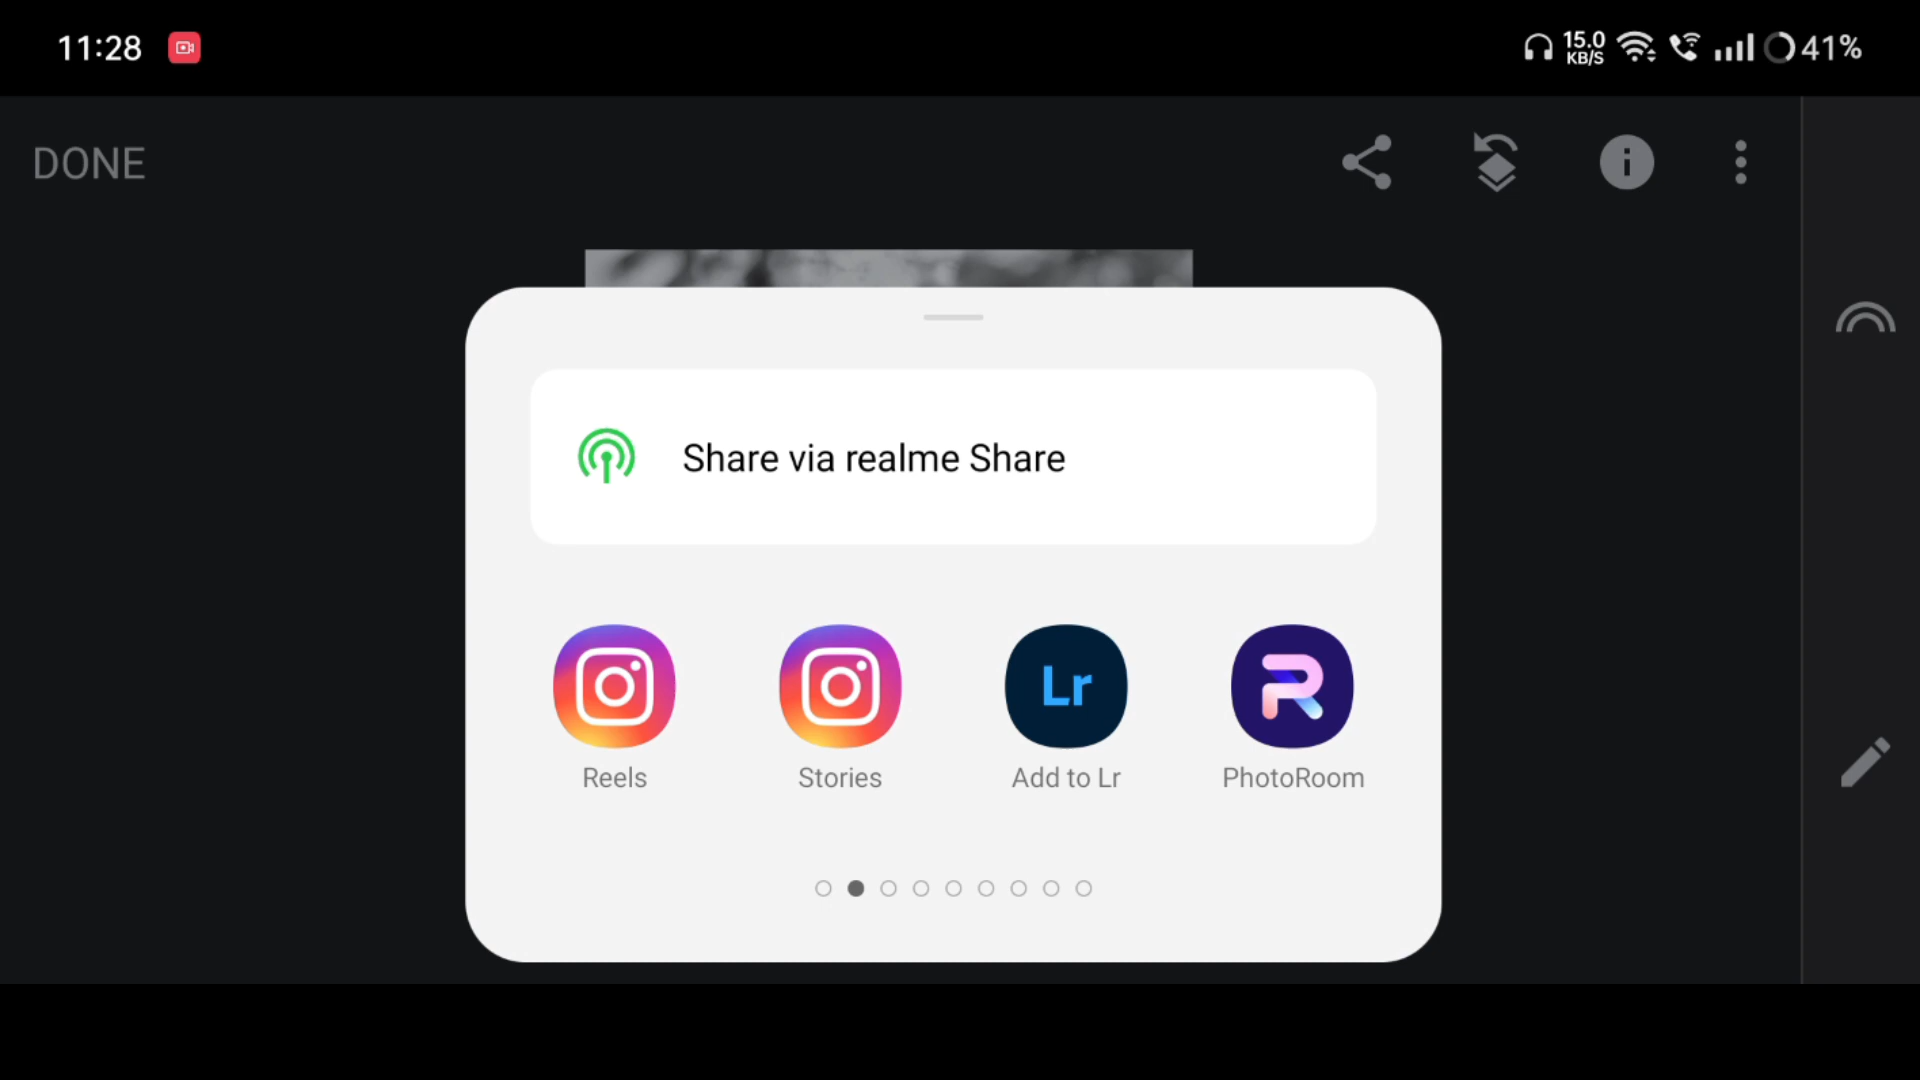 11:28
15.0
KB/S
41%
DONE
Share via realme Share
Lr
Reels
Stories
Add to Lr
PhotoRoom